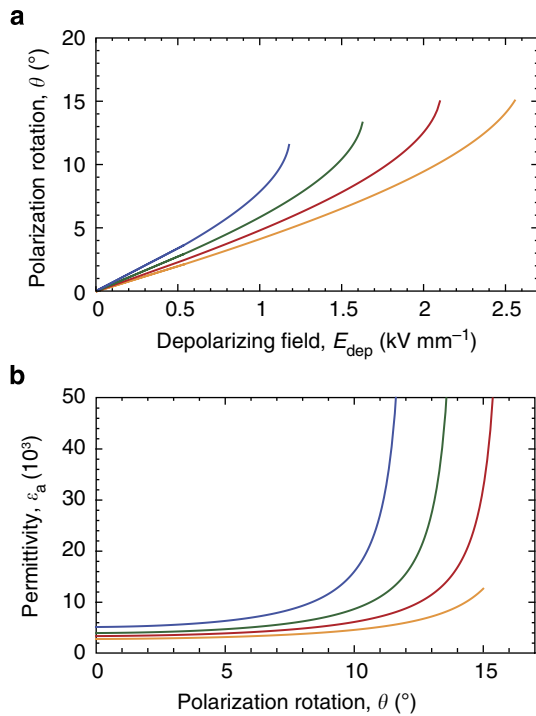 a
20
15
10
5
0
Polarization rotation, θ (°)
0 0.5 1 1.5 2 2.5
Depolarizing field, E_dep (kV mm⁻¹)
b
50
40
30
20
10
0
Permittivity, ε_a (10³)
0 5 10 15
Polarization rotation, θ (°)